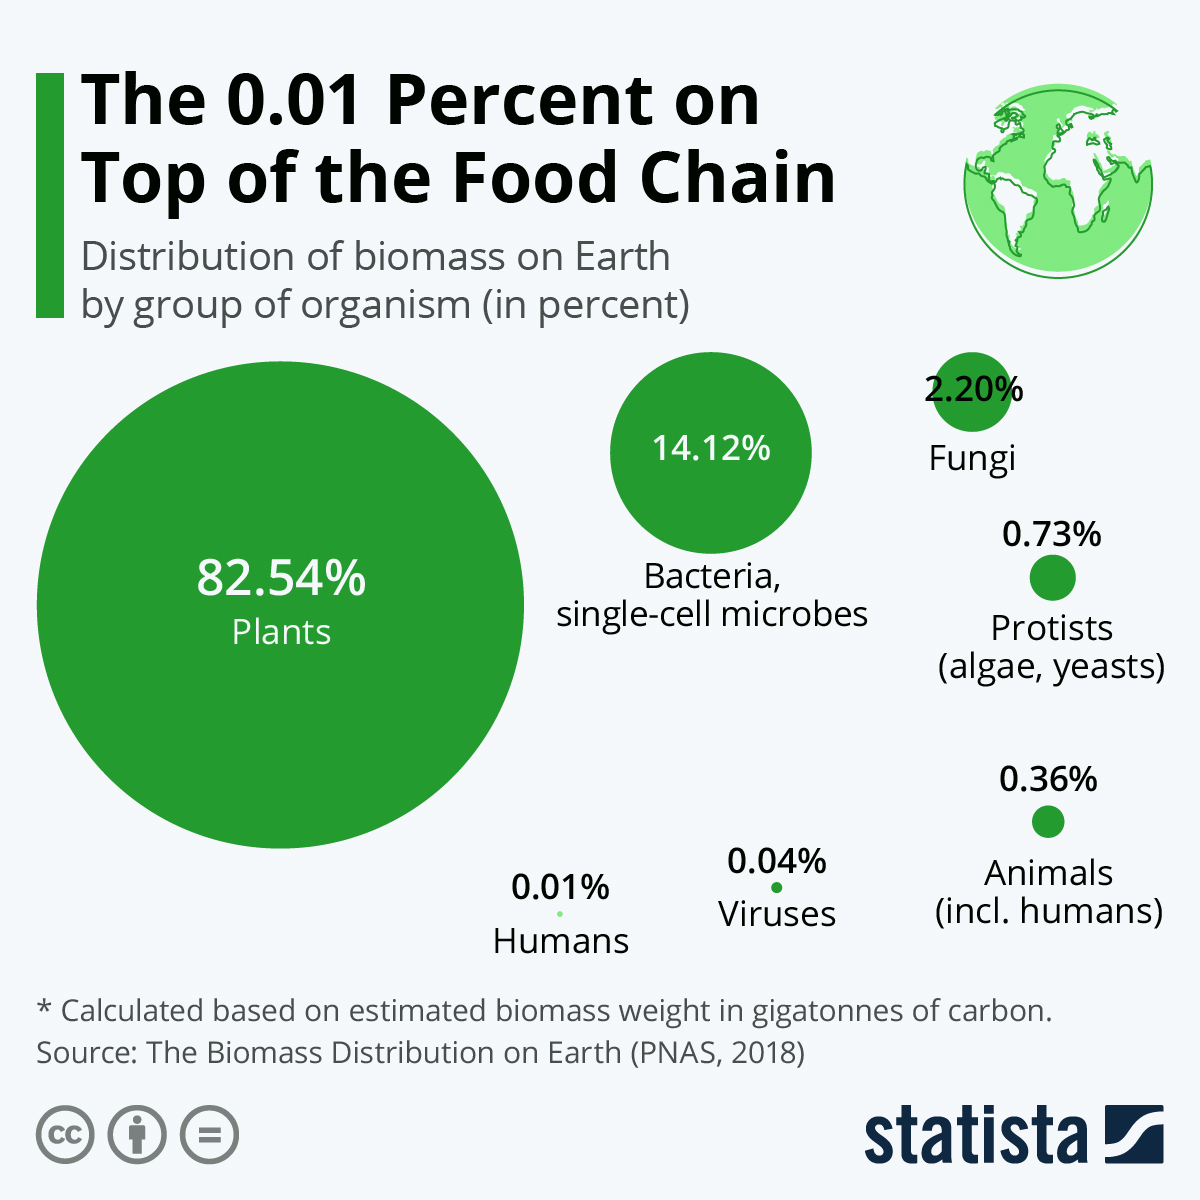 The 0.01 Percent on
Top of the Food Chain
Distribution of biomass on Earth
by group of organism (in percent)
82.54%
Plants
14.12%
Bacteria,
single-cell microbes
2.20%
Fungi
0.73%
Protists
(algae, yeasts)
0.36%
Animals
(incl. humans)
0.04%
Viruses
0.01%
Humans
* Calculated based on estimated biomass weight in gigatonnes of carbon.
Source: The Biomass Distribution on Earth (PNAS, 2018)
cc
statista